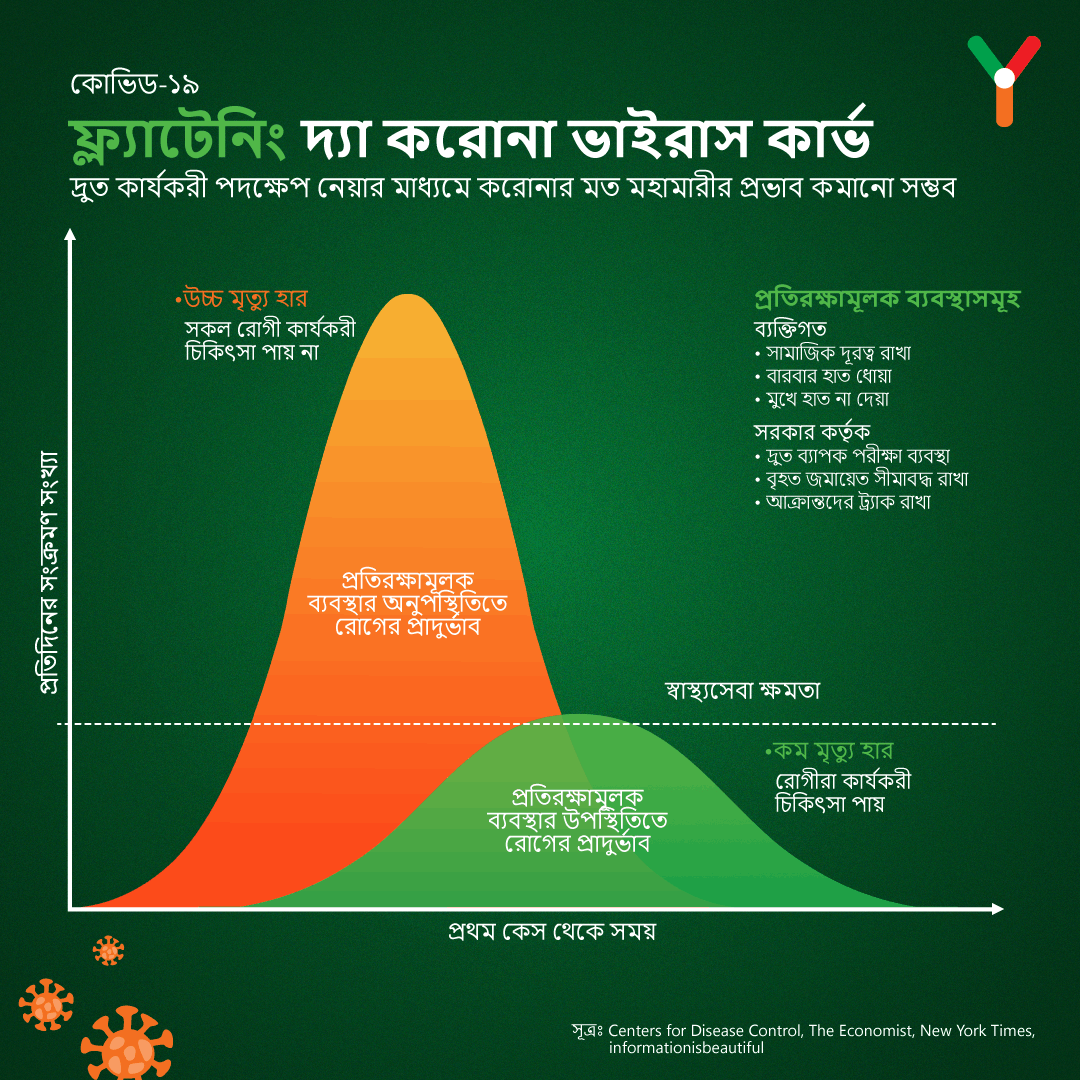 কোভিড-১৯
ফ্ল্যাটেনিং দ্যা করোনা ভাইরাস কার্ভ
দ্রুত কার্যকরী পদক্ষেপ নেয়ার মাধ্যমে করোনার মত মহামারীর প্রভাব কমানো সম্ভব
•উচ্চ মৃত্যু হার
সকল রোগী কার্যকরী
চিকিৎসা পায় না
প্রতিরক্ষামূলক ব্যবস্থাসমূহ
ব্যক্তিগত
• সামাজিক দূরত্ব রাখা
• বারবার হাত ধোয়া
• মুখে হাত না দেয়া
সরকার কর্তৃক
• দ্রুত ব্যাপক পরীক্ষা ব্যবস্থা
• বৃহত জমায়েত সীমাবদ্ধ রাখা
• আক্রান্তদের ট্র্যাক রাখা
প্রতিদিনের সংক্রমণ সংখ্যা
প্রতিরক্ষামূলক
ব্যবস্থার অনুপস্থিতিতে
রোগের প্রাদুর্ভাব
স্বাস্থ্যসেবা ক্ষমতা
•কম মৃত্যু হার
রোগীরা কার্যকরী
চিকিৎসা পায়
প্রতিরক্ষামূলক
ব্যবস্থার উপস্থিতিতে
রোগের প্রাদুর্ভাব
প্রথম কেস থেকে সময়
সূত্রঃ Centers for Disease Control, The Economist, New York Times,
informationisbeautiful